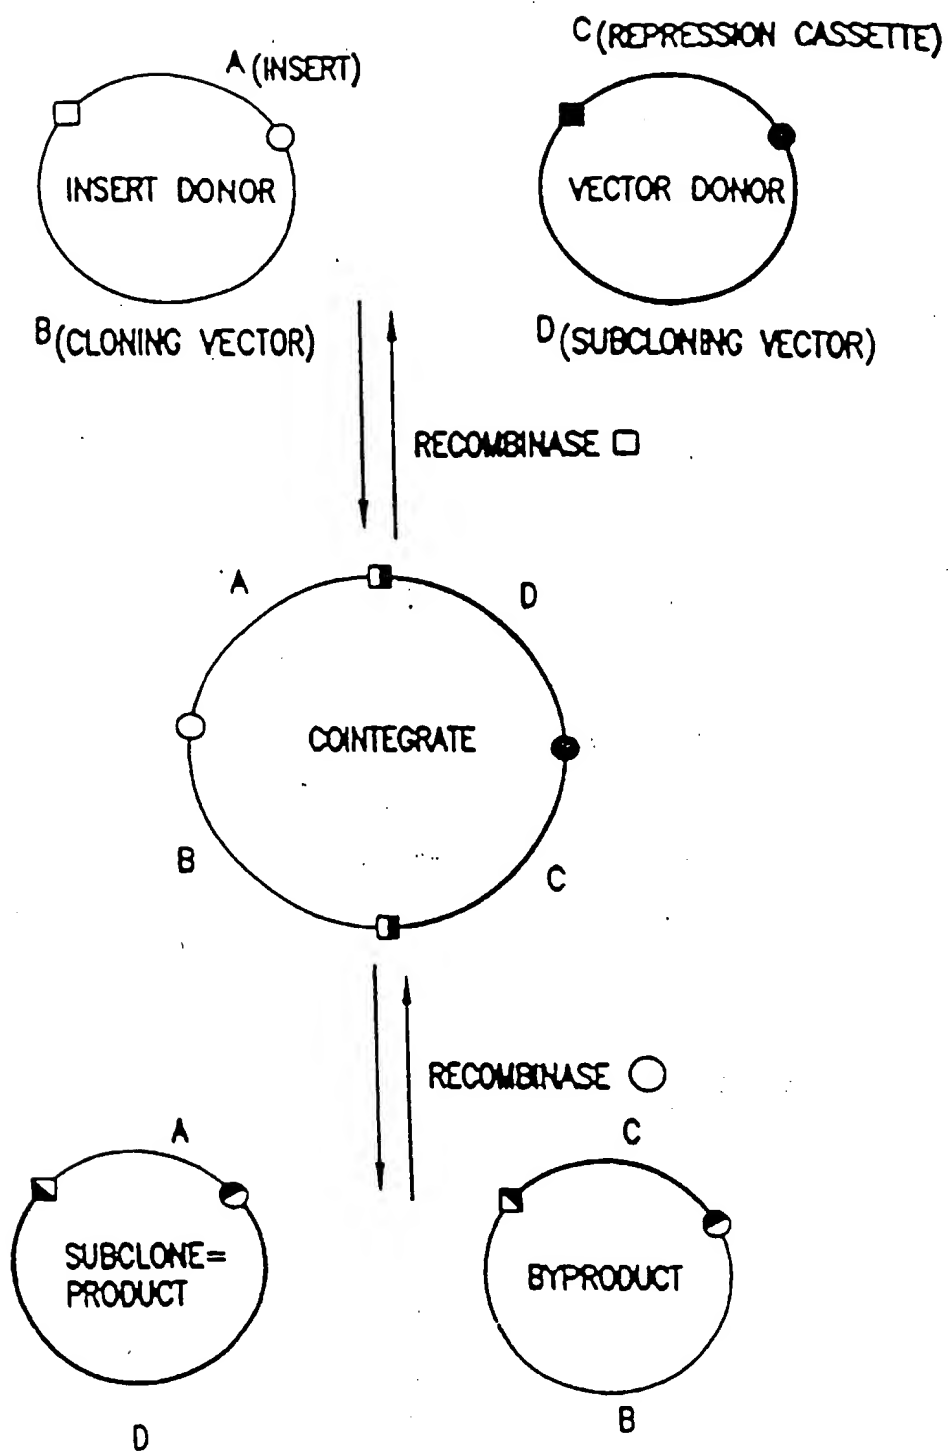 C (REPRESSION CASSETTE)
A (INSERT)
INSERT DONOR
VECTOR DONOR
B (CLONING VECTOR)
D (SUBCLONING VECTOR)
RECOMBINASE
A
D
COINTEGRATE
B
C
RECOMBINASE
A
C
SUBCLONE=
PRODUCT
BYPRODUCT
D
B